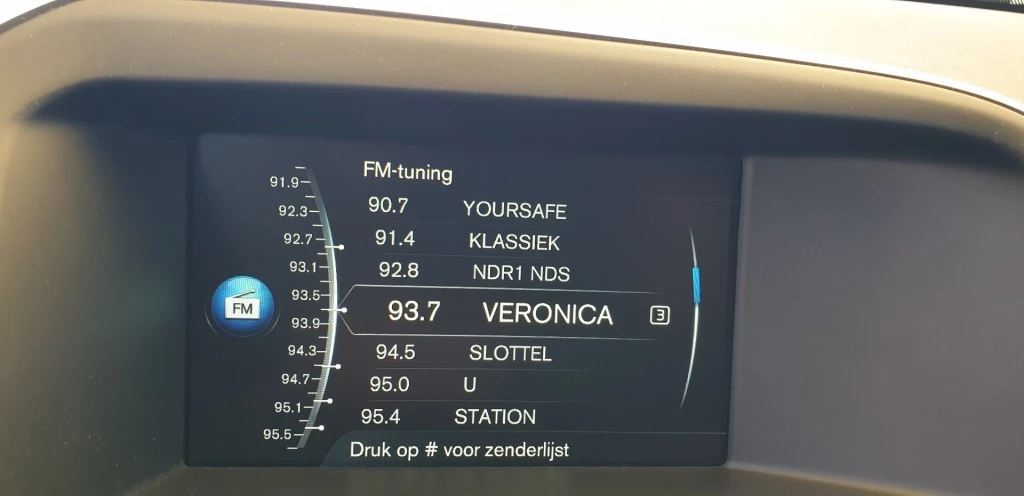 FM-tuning
91.9
92.3
92.7
93.1
93.5
93.9
94.3
94.7
95.1
95.5
FM
90.7 YOURSAFE
91.4 KLASSIEK
92.8 NDR1 NDS
93.7 VERONICA 3
94.5 SLOTTEL
95.0 U
95.4 STATION
Druk op # voor zenderlijst